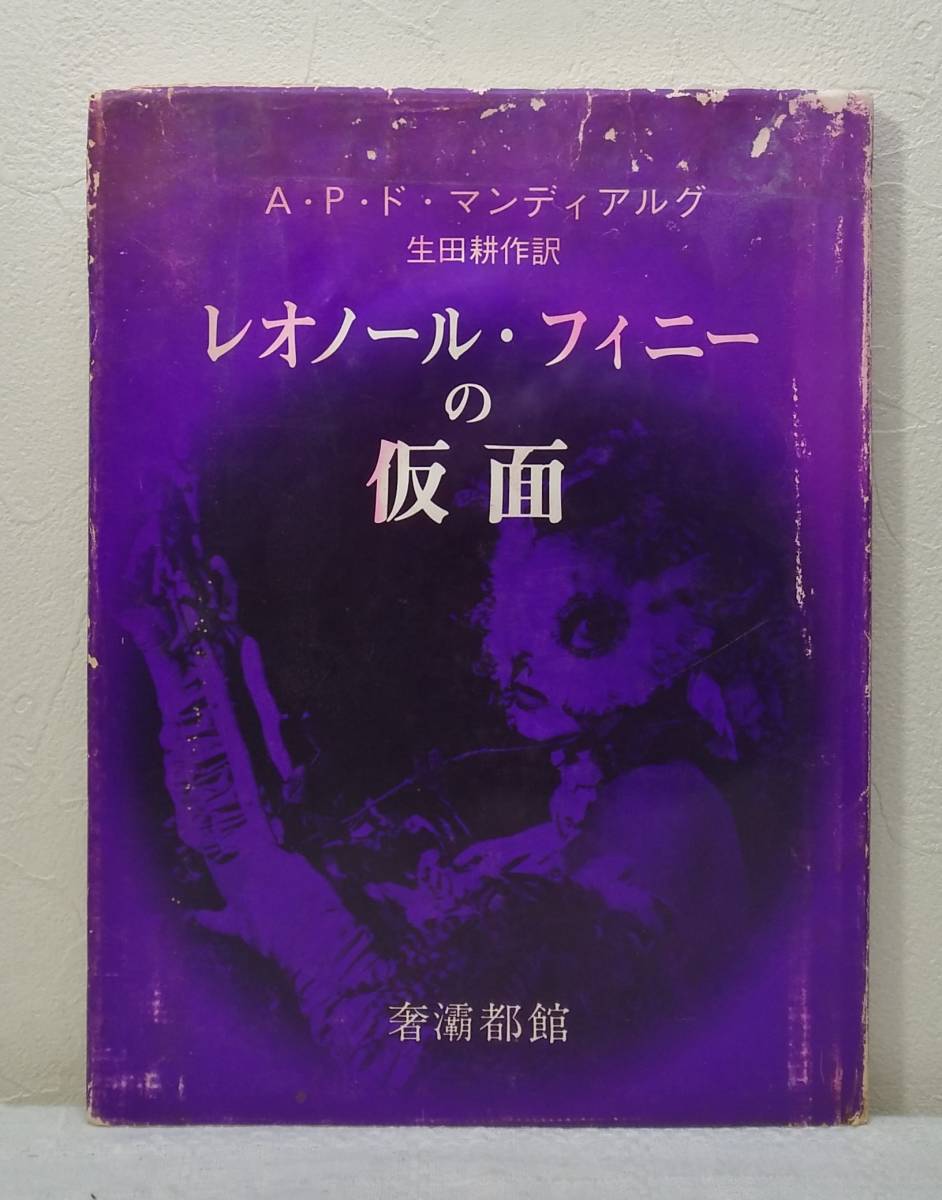 A・P・ド・マンディアルグ
生田耕作訳
レオノール・フィニー
の
仮面
奢灞都館